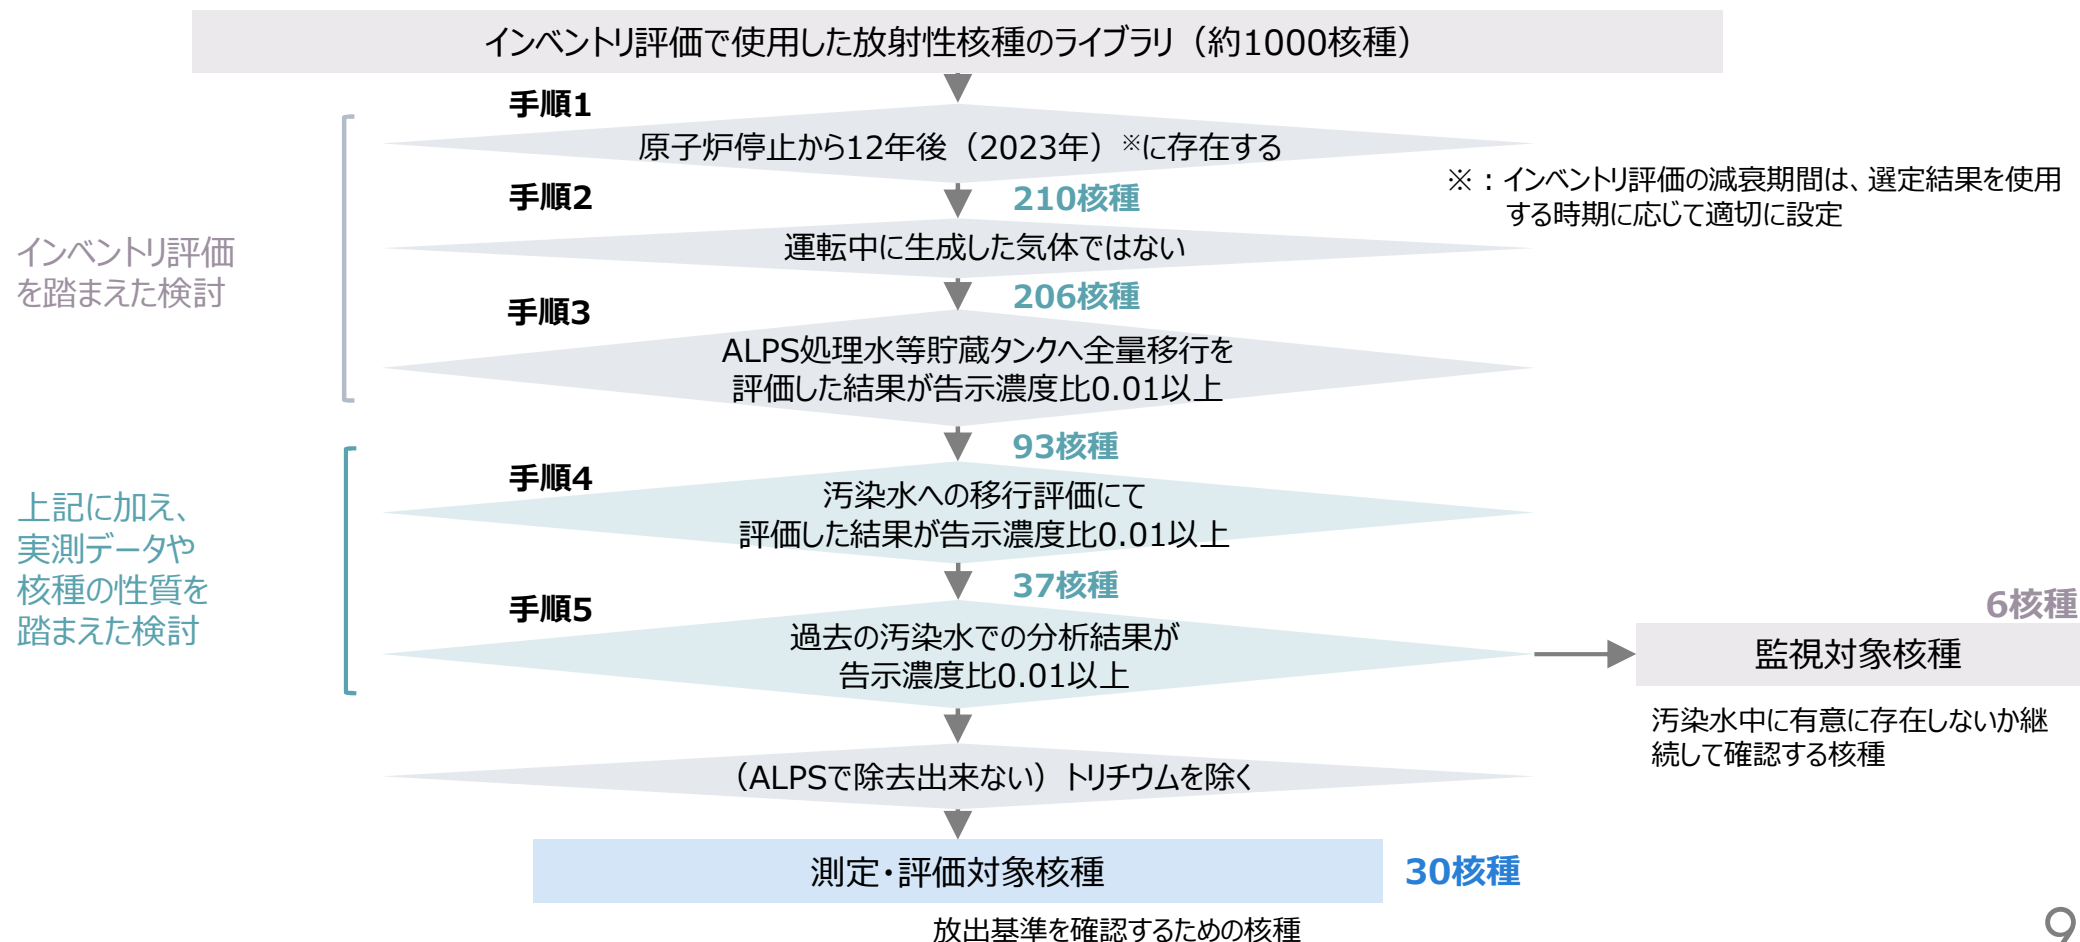 インベントリ評価で使用した放射性核種のライブラリ（約1000核種）
手順1
原子炉停止から12年後（2023年）※に存在する
※：インベントリ評価の減衰期間は、選定結果を使用
する時期に応じて適切に設定
手順2
210核種
運転中に生成した気体ではない
インベントリ評価
を踏まえた検討
206核種
手順3
ALPS処理水等貯蔵タンクへ全量移行を
評価した結果が告示濃度比0.01以上
93核種
手順4
汚染水への移行評価にて
評価した結果が告示濃度比0.01以上
上記に加え、
実測データや
核種の性質を
踏まえた検討
37核種
手順5
過去の汚染水での分析結果が
告示濃度比0.01以上
6核種
監視対象核種
汚染水中に有意に存在しないか継
続して確認する核種
（ALPSで除去出来ない）トリチウムを除く
測定・評価対象核種
30核種
放出基準を確認するための核種
9